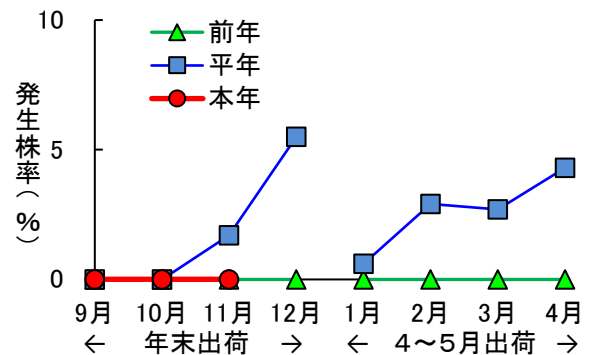 10
5
0
発生株率(%)
前年
平年
本年
9月 10月 11月 12月 1月 2月 3月 4月
← 年末出荷 → ← 4～5月出荷 →